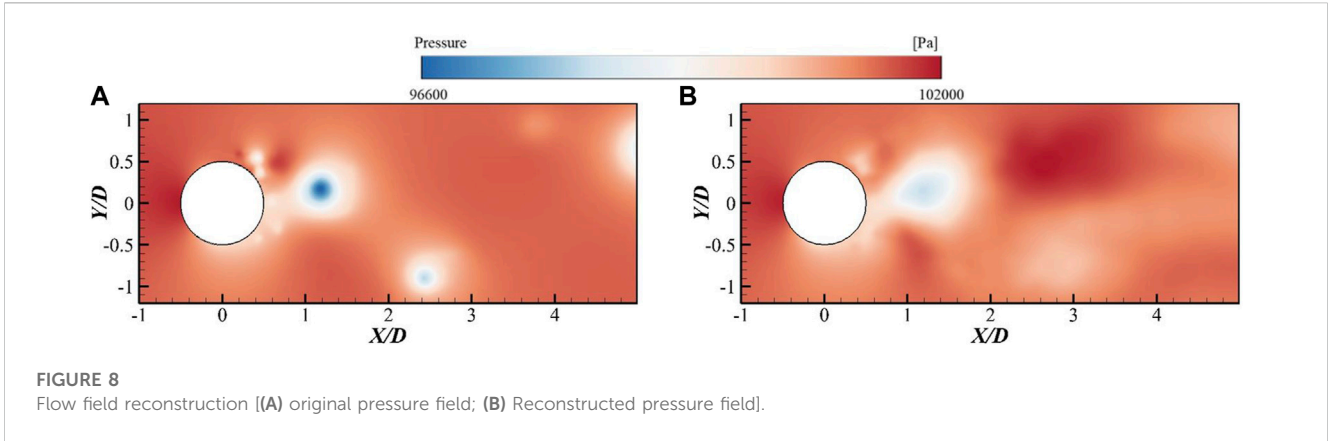 Pressure [Pa]
96600 102000
A B
1 1
0.5 0.5
Y/D 0 Y/D 0
-0.5 -0.5
-1 -1
-1 0 1 2 3 4 -1 0 1 2 3 4
X/D X/D
FIGURE 8
Flow field reconstruction [(A) original pressure field; (B) Reconstructed pressure field].